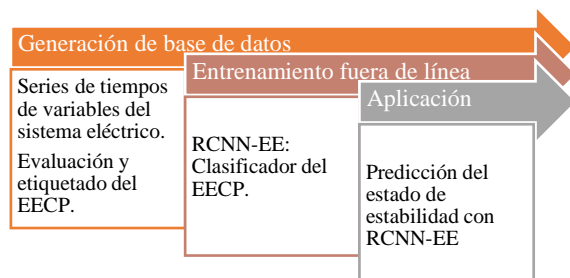 Generación de base de datos
Series de tiempos
de variables del
sistema eléctrico.
Evaluación y
etiquetado del
EECP.
Entrenamiento fuera de línea
RCNN-EE:
Clasificador del
EECP.
Aplicación
Predicción del
estado de
estabilidad con
RCNN-EE